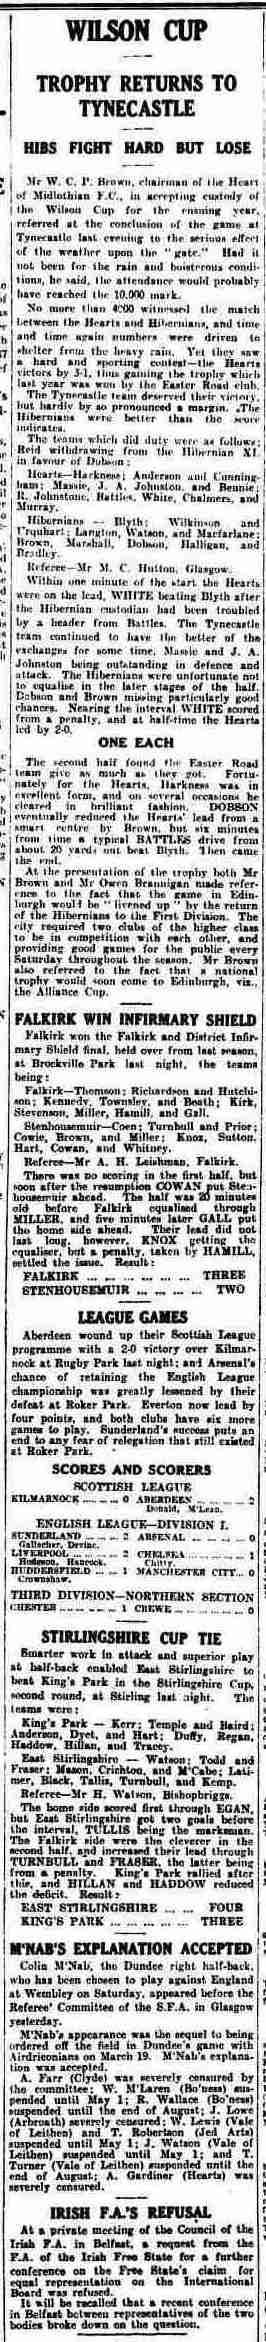 WILSON CUP
TROPHY RETURNS TO
TYNECASTLE
HIBS FIGHT HARD BUT LOSE
Mr W. C. P. Brown, chairman of the Heart
of Midlothian F.C., in accepting custody of
the Wilson Cup for the ensuing year,
referred at the conclusion of the game at
Tynecastle last evening to the serious effect
of the weather upon the "gate." Had it
not been for the rain and boisterous condi-
tions, he said, the attendance would probably
have reached the 10,000 mark.
No more than 4000 witnessed the match
between the Hearts and Hibernians, and time
and time again numbers were driven to
shelter from the heavy rain. Yet they saw
a hard and sporting contest—the Hearts
victors by 3-1, thus gaining the trophy which
last year was won by the Easter Road club.
The Tynecastle team deserved their victory,
but hardly by so pronounced a margin. The
Hibernians were better than the score
indicates.
The teams which did duty were as follows;
Reid withdrawing from the Hibernian XI.
in favour of Dobson:
Hearts—Harkness; Anderson and Cunning-
ham; Massie, J. A. Johnston, and Bennie;
R. Johnstone, Battles, White, Chalmers, and
Murray.
Hibernians — Blyth; Wilkinson and
Urquhart; Langton, Watson, and Macfarlane;
Brown, Marshall, Dobson, Halligan, and
Bradley.
Referee—Mr M. C. Hutton, Glasgow.
Within one minute of the start the Hearts
were on the lead, WHITE beating Blyth after
the Hibernian custodian had been troubled
by a header from Battles. The Tynecastle
team continued to have the better of the
exchanges for some time, Massie and J. A.
Johnston being outstanding in defence and
attack. The Hibernians were unfortunate not
to equalise in the later stages of the half.
Dobson and Brown missing particularly good
chances. Nearing the interval WHITE scored
from a penalty, and at half-time the Hearts
led by 2-0.
ONE EACH
The second half found the Easter Road
team give as much as they got. Fortu-
nately for the Hearts, Harkness was in
excellent form, and on several occasions he
cleared in brilliant fashion. DOBSON
eventually reduced the Hearts' lead from a
smart centre by Brown, but six minutes
from time a typical BATTLES drive from
about 20 yards out beat Blyth. Then came
the end.
At the presentation of the trophy both Mr
Brown and Mr Owen Brannigan made refer-
ence to the fact that the game in Edin-
burgh would be "livened up" by the return
of the Hibernians to the First Division. The
city required two clubs of the higher class
to be in competition with each other, and
providing good games for the public every
Saturday throughout the season. Mr Brown
also referred to the fact that a national
trophy would soon come to Edinburgh, viz.,
the Alliance Cup.
FALKIRK WIN INFIRMARY SHIELD
Falkirk won the Falkirk and District Infir-
mary Shield final, held over from last season,
at Brockville Park last night, the teams
being:
Falkirk—Thomson; Richardson and Hutchi-
son; Kennedy, Townsley, and Beath; Kirk,
Stevenson, Miller, Hamill, and Gall.
Stenhousemuir—Coen; Turnbull and Prior;
Cowie, Brown, and Miller; Knox, Sutton,
Hart, Cowan, and Whitney.
Referee—Mr A. H. Leishman, Falkirk.
There was no scoring in the first half, but
soon after the resumption COWAN put Sten-
housemuir ahead. The half was 20 minutes
old before Falkirk equalised through
MILLER, and five minutes later GALL put
the home side ahead. Their lead did not
last long, however, KNOX getting the
equaliser, but a penalty, taken by HAMILL,
settled the issue. Result:
FALKIRK ... ... ... ... ... THREE
STENHOUSEMUIR ... ... ... ... TWO
LEAGUE GAMES
Aberdeen wound up their Scottish League
programme with a 2-0 victory over Kilmar-
nock at Rugby Park last night; and Arsenal's
chance of retaining the English League
championship was greatly lessened by their
defeat at Roker Park. Everton now lead by
four points, and both clubs have six more
games to play. Sunderland's success puts an
end to any fear of relegation that still existed
at Roker Park.
SCORES AND SCORERS
SCOTTISH LEAGUE
KILMARNOCK ... ... 0 ABERDEEN ... ... 2
Donald, M'Lean.
ENGLISH LEAGUE—DIVISION I.
SUNDERLAND ... ... 2 ARSENAL ... ... 0
Gallacher, Devine.
LIVERPOOL ... ... 2 CHELSEA ... ... 1
Hodgson, Hancock. Chitty.
HUDDERSFIELD ... 1 MANCHESTER CITY... 0
Crownshaw.
THIRD DIVISION—NORTHERN SECTION
CHESTER ... ... 1 CREWE ... ... 0
STIRLINGSHIRE CUP TIE
Smarter work in attack and superior play
at half-back enabled East Stirlingshire to
beat King's Park in the Stirlingshire Cup,
second round, at Stirling last night. The
teams were:
King's Park — Kerr; Temple and Baird;
Anderson, Dyet, and Hart; Duffy, Regan,
Haddow, Hillan, and Tracey.
East Stirlingshire — Watson; Todd and
Fraser; Mason, Crichton, and M'Cabe; Lati-
mer, Black, Tallis, Turnbull, and Kemp.
Referee—Mr H. Watson, Bishopbriggs.
The home side scored first through EGAN,
but East Stirlingshire got two goals before
the interval, TULLIS being the marksman.
The Falkirk side were the cleverer in the
second half, and increased their lead through
TURNBULL and FRASER, the latter being
from a penalty. King's Park rallied after
this, and HILLAN and HADDOW reduced
the deficit. Result:
EAST STIRLINGSHIRE ... ... FOUR
KING'S PARK ... ... ... ... THREE
M'NAB'S EXPLANATION ACCEPTED
Colin M'Nab, the Dundee right half-back,
who has been chosen to play against England
at Wembley on Saturday, appeared before the
Referee' Committee of the S.F.A. in Glasgow
yesterday.
M'Nab's appearance was the sequel to being
ordered off the field in Dundee's game with
Airdrieonians on March 19. M'Nab's explana-
tion was accepted.
A. Farr (Clyde) was severely censured by
the committee; W. M'Laren (Bo'ness) sus-
pended until May 1; R. Wallace (Bo'ness)
suspended until the end of August; J. Lowe
(Arbroath) severely censured; W. Lewis (Vale
of Leithen) and T. Robertson (Jed Arts)
suspended until May 1; J. Watson (Vale of
Leithen) suspended until May 1; and T.
Turner (Vale of Leithen) suspended until the
end of August; A. Gardiner (Hearts) was
severely censured.
IRISH F.A.'S REFUSAL
At a private meeting of the Council of the
Irish F.A. in Belfast, a request from the
F.A. of the Irish Free State for a further
conference on the Free State's claim for
equal representation on the International
Board was refused.
It will be recalled that a recent conference
in Belfast between representatives of the two
bodies broke down on the question.